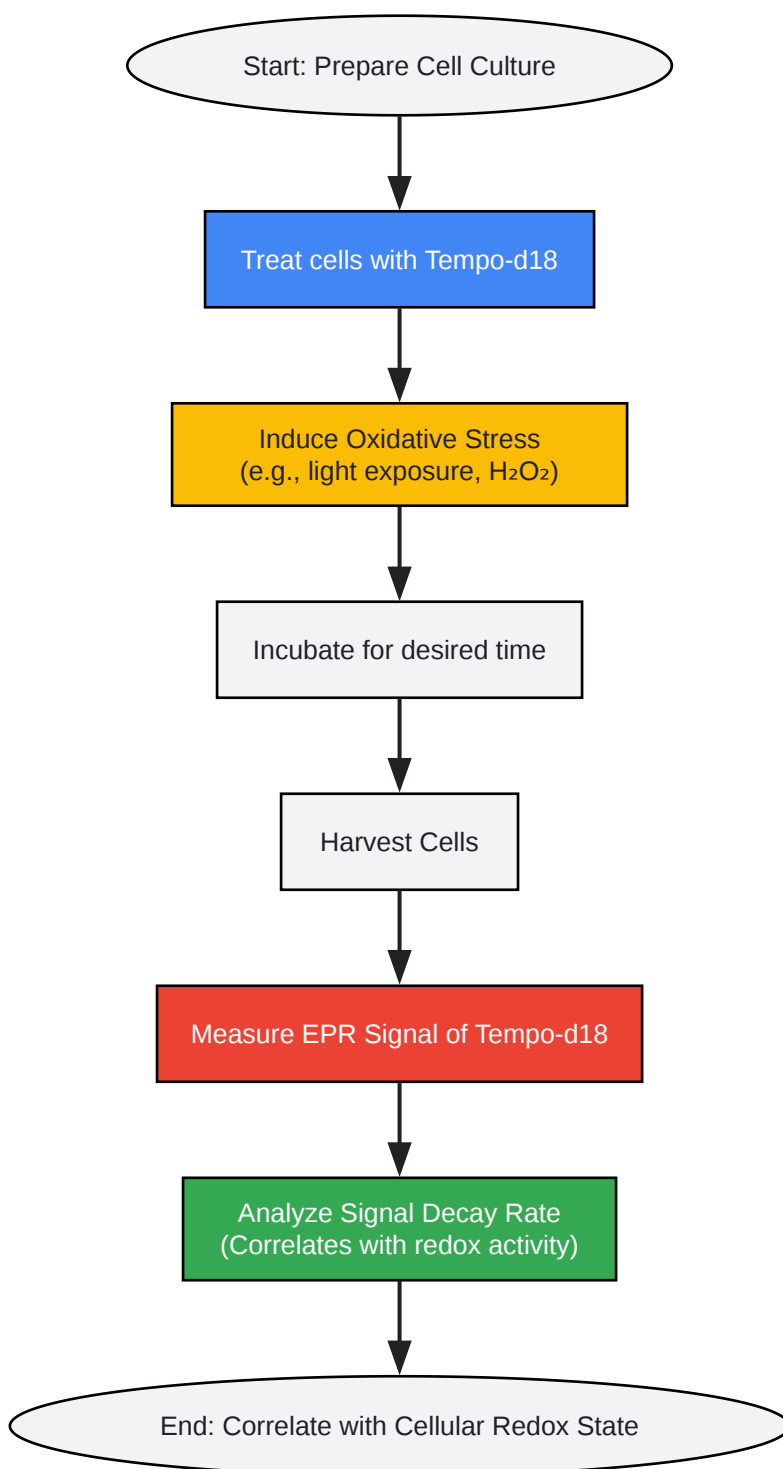 Start: Prepare Cell Culture
Treat cells with Tempo-d18
Induce Oxidative Stress
(e.g., light exposure, H₂O₂)
Incubate for desired time
Harvest Cells
Measure EPR Signal of Tempo-d18
Analyze Signal Decay Rate
(Correlates with redox activity)
End: Correlate with Cellular Redox State